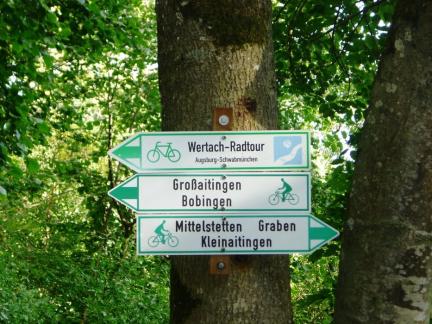 Wertach-Radtour
Augsburg-Schwabmünchen
Großaitingen
Bobingen
Mittelstetten Graben
Kleinaitingen